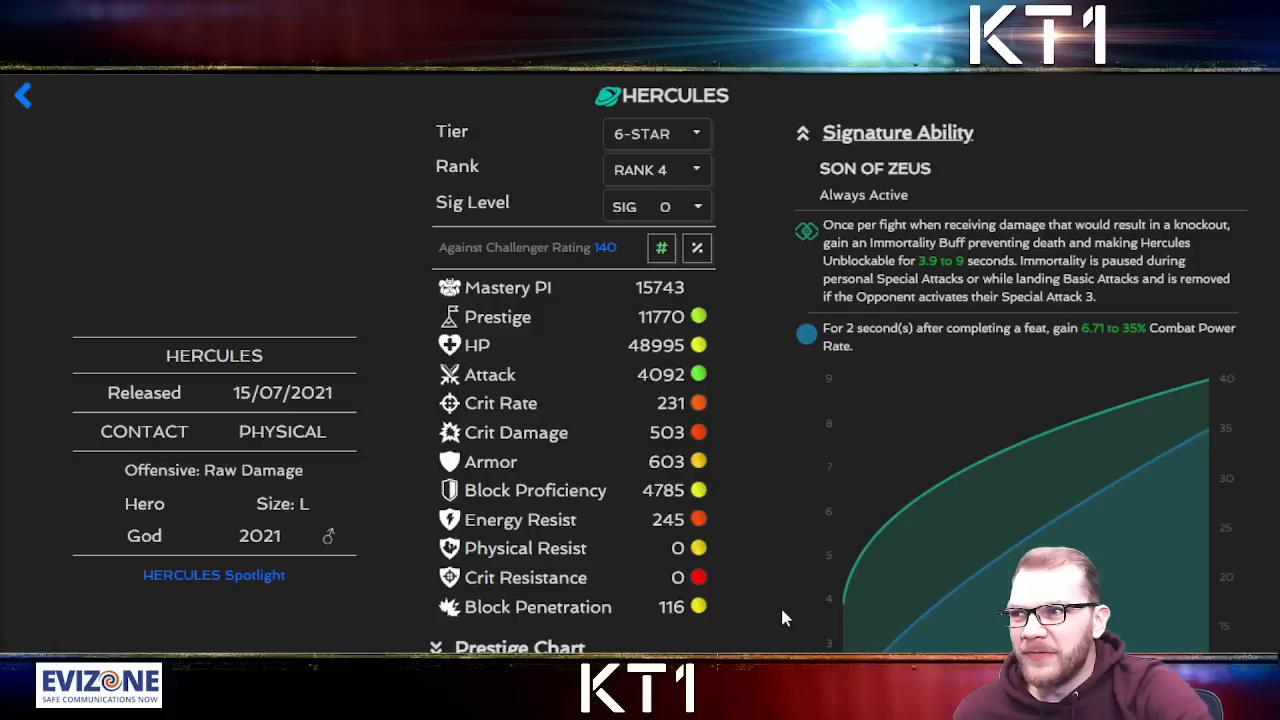 KT1
HERCULES
Tier
6-STAR
Rank
RANK 4
Sig Level
SIG 0
Against Challenger Rating 140
# %
Mastery PI 15743
Prestige 11770
HP 48995
Attack 4092
Crit Rate 231
Crit Damage 503
Armor 603
Block Proficiency 4785
Energy Resist 245
Physical Resist 0
Crit Resistance 0
Block Penetration 116
Prestige Chart
HERCULES
Released 15/07/2021
CONTACT PHYSICAL
Offensive: Raw Damage
Hero Size: L
God 2021 ♂
HERCULES Spotlight
Signature Ability
SON OF ZEUS
Always Active
Once per fight when receiving damage that would result in a knockout,
gain an Immortality Buff preventing death and making Hercules
Unblockable for 3.9 to 9 seconds. Immortality is paused during
personal Special Attacks or while landing Basic Attacks and is removed
if the Opponent activates their Special Attack 3.
For 2 second(s) after completing a feat, gain 6.71 to 35% Combat Power
Rate.
9 40
8 35
7 30
6 25
5 20
4 15
3
EVIZONE
SAFE COMMUNICATIONS NOW
KT1